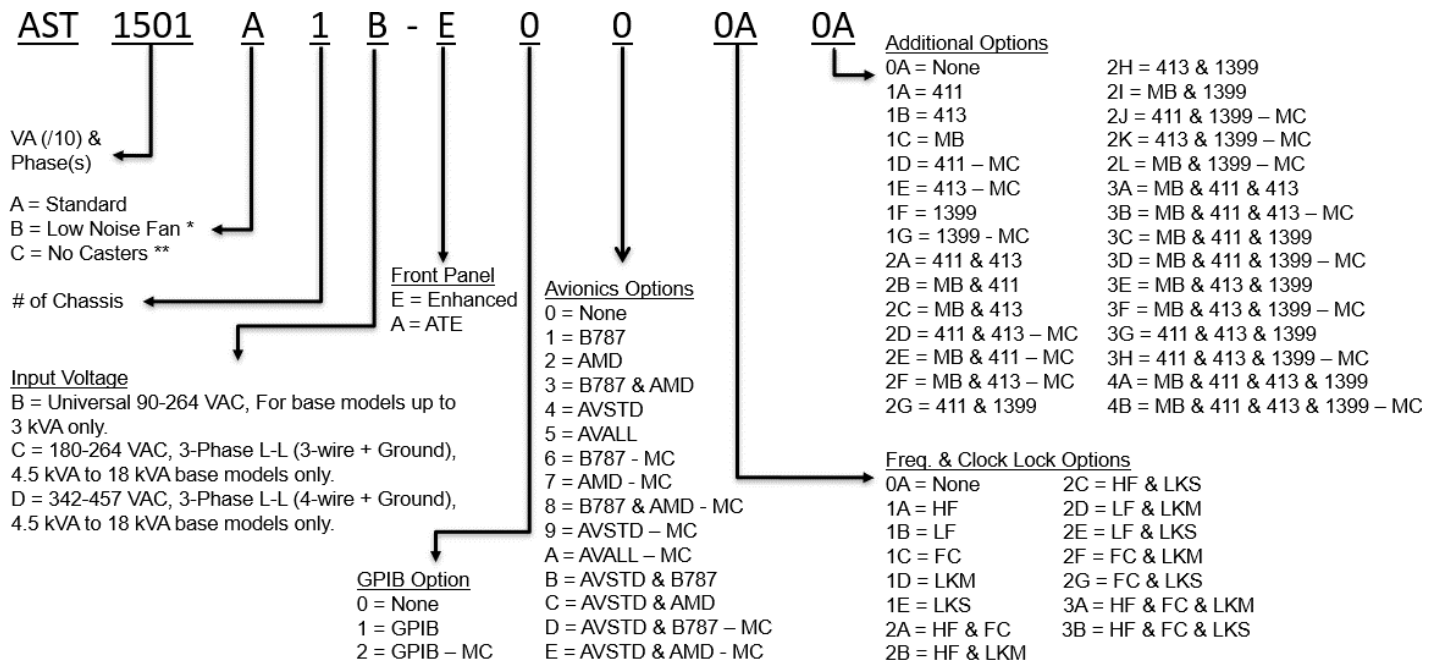 AST 1501 A 1 B - E 0 0 0A 0A
VA (/10) &
Phase(s)
A = Standard
B = Low Noise Fan *
C = No Casters **
# of Chassis
Input Voltage
B = Universal 90-264 VAC, For base models up to
3 kVA only.
C = 180-264 VAC, 3-Phase L-L (3-wire + Ground),
4.5 kVA to 18 kVA base models only.
D = 342-457 VAC, 3-Phase L-L (4-wire + Ground),
4.5 kVA to 18 kVA base models only.
Front Panel
E = Enhanced
A = ATE
GPIB Option
0 = None
1 = GPIB
2 = GPIB – MC
Avionics Options
0 = None
1 = B787
2 = AMD
3 = B787 & AMD
4 = AVSTD
5 = AVALL
6 = B787 - MC
7 = AMD - MC
8 = B787 & AMD - MC
9 = AVSTD – MC
A = AVALL – MC
B = AVSTD & B787
C = AVSTD & AMD
D = AVSTD & B787 – MC
E = AVSTD & AMD - MC
Additional Options
0A = None
1A = 411
1B = 413
1C = MB
1D = 411 – MC
1E = 413 – MC
1F = 1399
1G = 1399 - MC
2A = 411 & 413
2B = MB & 411
2C = MB & 413
2D = 411 & 413 – MC
2E = MB & 411 – MC
2F = MB & 413 – MC
2G = 411 & 1399
2H = 413 & 1399
2I = MB & 1399
2J = 411 & 1399 – MC
2K = 413 & 1399 – MC
2L = MB & 1399 – MC
3A = MB & 411 & 413
3B = MB & 411 & 413 – MC
3C = MB & 411 & 1399
3D = MB & 411 & 1399 – MC
3E = MB & 413 & 1399
3F = MB & 413 & 1399 – MC
3G = 411 & 413 & 1399
3H = 411 & 413 & 1399 – MC
4A = MB & 411 & 413 & 1399
4B = MB & 411 & 413 & 1399 – MC
Freq. & Clock Lock Options
0A = None
1A = HF
1B = LF
1C = FC
1D = LKM
1E = LKS
2A = HF & FC
2B = HF & LKM
2C = HF & LKS
2D = LF & LKM
2E = LF & LKS
2F = FC & LKM
2G = FC & LKS
3A = HF & FC & LKM
3B = HF & FC & LKS